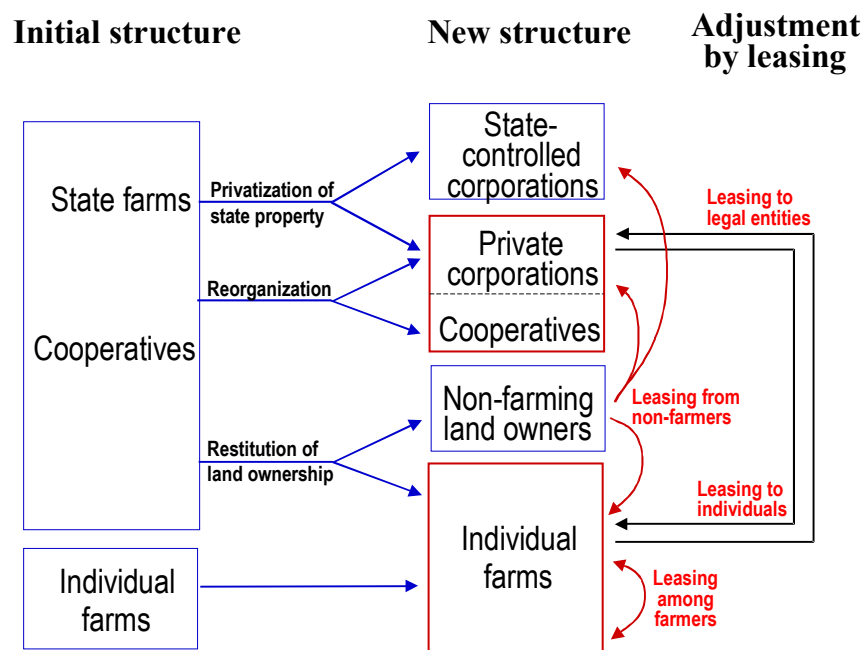 Initial structure
New structure
Adjustment
by leasing
State farms
Cooperatives
Individual
farms
Privatization of
state property
Reorganization
Restitution of
land ownership
State-
controlled
corporations
Private
corporations
Cooperatives
Non-farming
land owners
Individual
farms
Leasing to
legal entities
Leasing from
non-farmers
Leasing to
individuals
Leasing
among
farmers